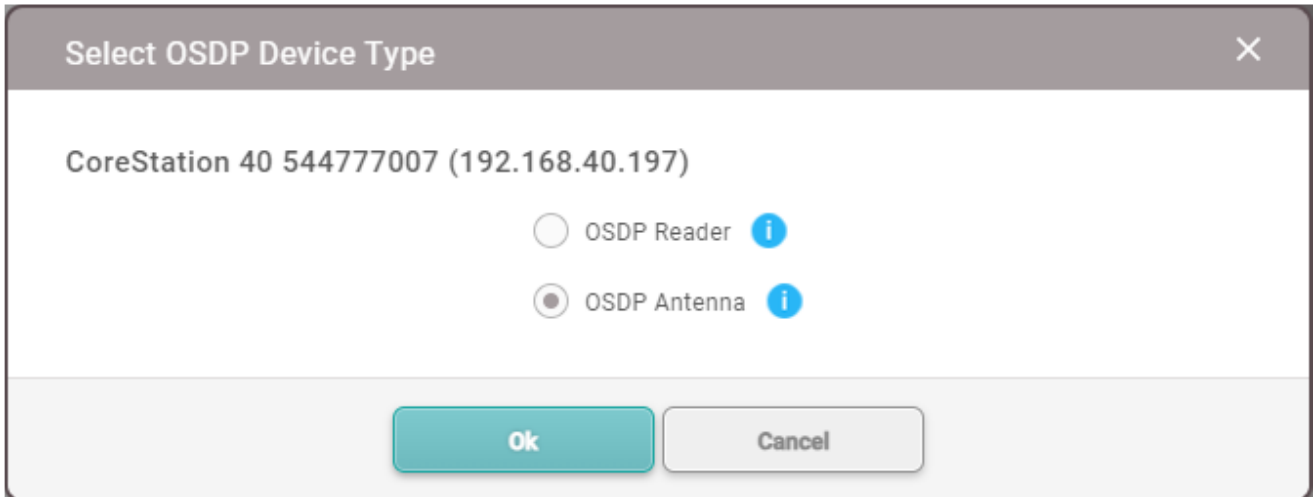 Select OSDP Device Type
CoreStation 40 544777007 (192.168.40.197)
OSDP Reader i
OSDP Antenna i
Ok Cancel